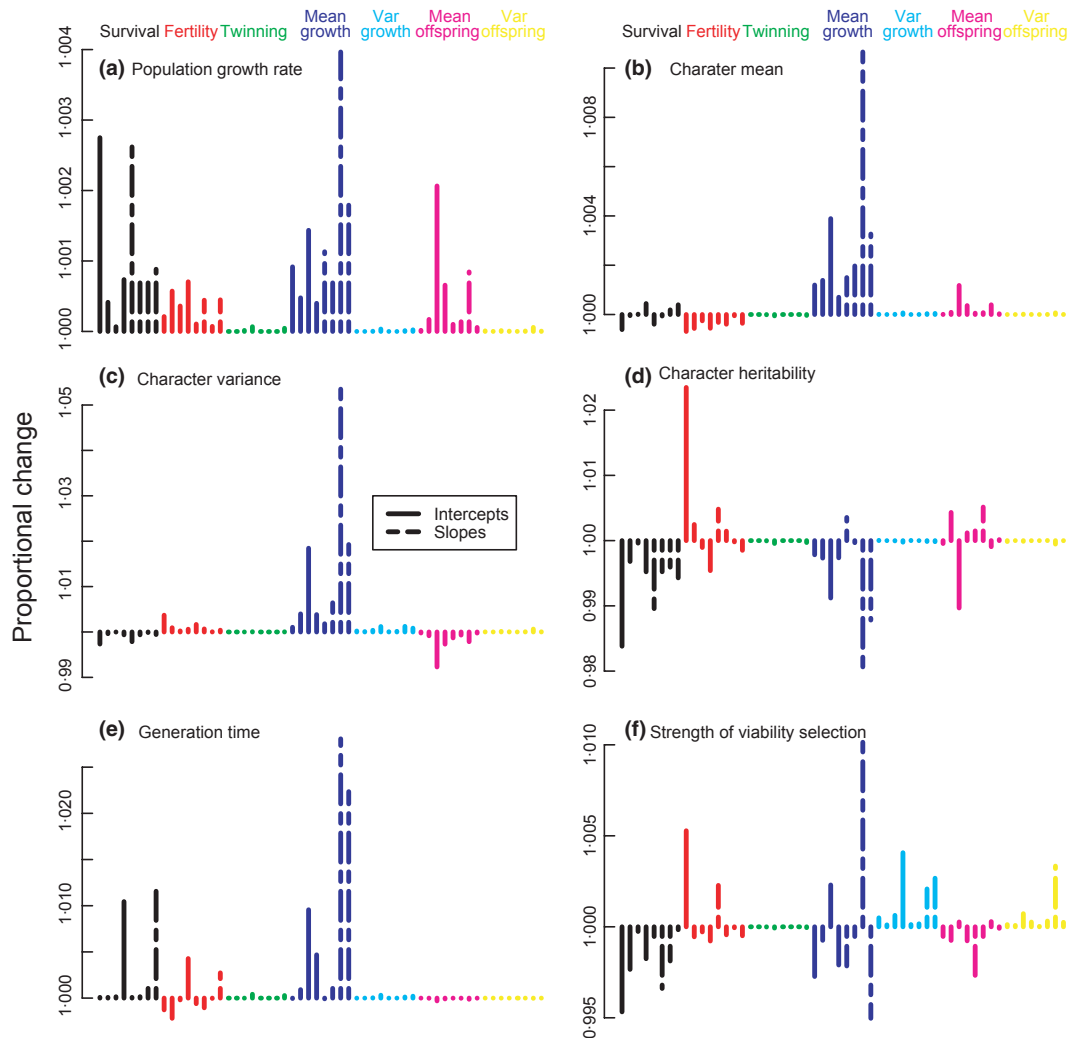 Survival Fertility Twinning Mean growth Var growth Mean offspring Var offspring
Survival Fertility Twinning Mean growth Var growth Mean offspring Var offspring
Proportional change
(a) Population growth rate
1·004
1·003
1·002
1·001
1·000
(b) Charater mean
1·008
1·004
1·000
(c) Character variance
1·05
1·03
1·01
0·99
Intercepts
Slopes
(d) Character heritability
1·02
1·01
1·00
0·99
0·98
(e) Generation time
1·020
1·010
1·000
(f) Strength of viability selection
1·010
1·005
1·000
0·995